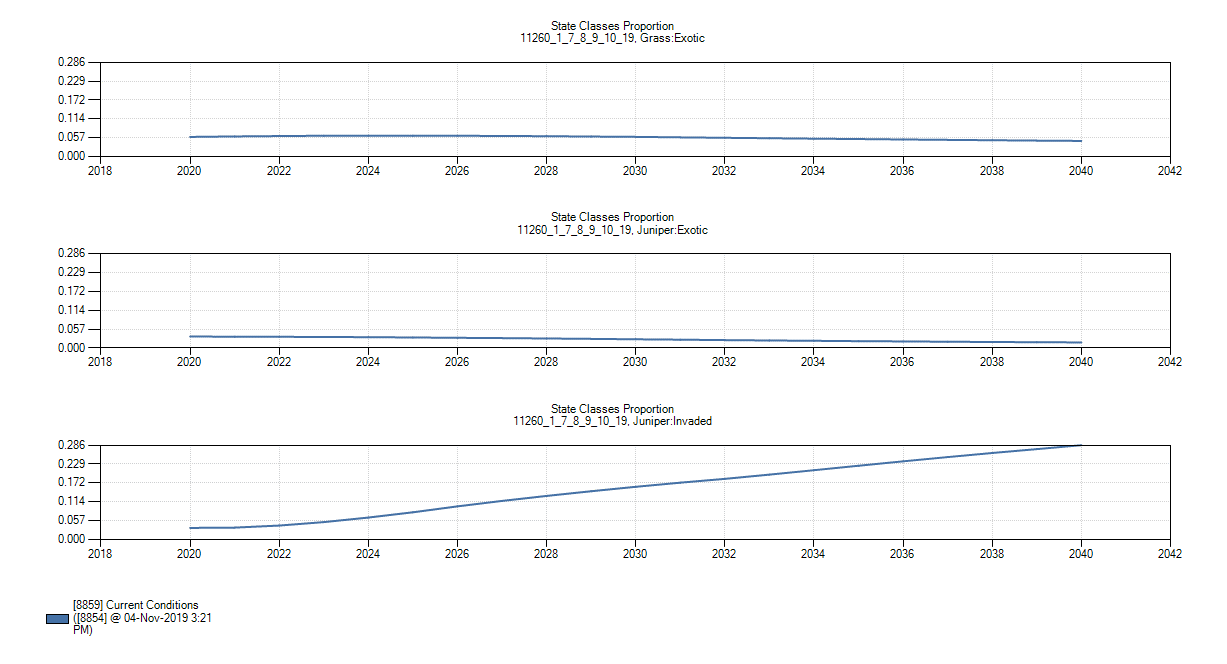 State Classes Proportion
11260_1_7_8_9_10_19, Grass:Exotic
0.286
0.229
0.172
0.114
0.057
0.000
2018 2020 2022 2024 2026 2028 2030 2032 2034 2036 2038 2040 2042
State Classes Proportion
11260_1_7_8_9_10_19, Juniper:Exotic
0.286
0.229
0.172
0.114
0.057
0.000
2018 2020 2022 2024 2026 2028 2030 2032 2034 2036 2038 2040 2042
State Classes Proportion
11260_1_7_8_9_10_19, Juniper:Invaded
0.286
0.229
0.172
0.114
0.057
0.000
2018 2020 2022 2024 2026 2028 2030 2032 2034 2036 2038 2040 2042
[8859] Current Conditions
([8854] @ 04-Nov-2019 3:21
PM)